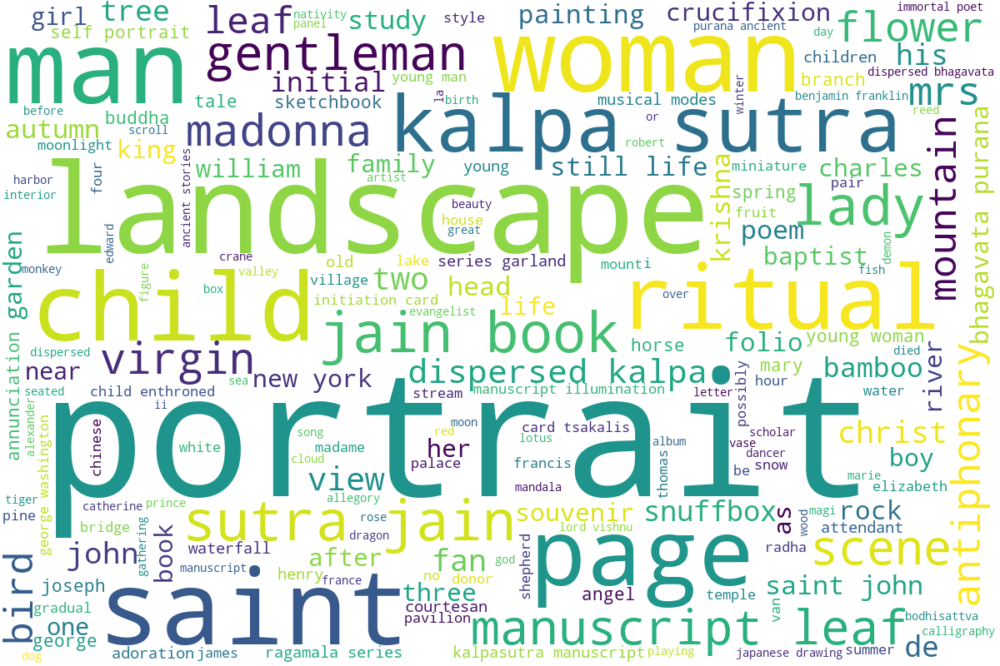 girl
tree
leaf
nativity
panel
study
style
painting
crucifixion
immortal poet
purana ancient
day
flower
self portrait
man
gentleman
woman
children
his
initial
young man
branch
dispersed bhagavata
mrs
before
buddha
tale
sketchbook
la
birth
kalpa sutra
musical modes
or
winter
benjamin franklin
reed
autumn
scroll
moonlight
king
madonna
robert
mountain
bhagavata purana
harbor
interior
four
ancient stories
william
family
artist
young
still life
krishna
miniature
charles
pair
spring
fruit
lady
landscape
beauty
house
great
poem
edward
baptist
demon
garden
monkey
crane
valley
old
lake
series garland
mounti
fish
figure
box
village
two
head
initiation card
evangelist
life
over
child
ritual
jain book
annunciation
dispersed
virgin
horse
folio
young woman
died
near
seated
sea
new york
dispersed kalpa
possibly
mary
hour
bamboo
river
water
antiphonary
child enthroned
ii
stream
manuscript illumination
letter
alexander
george washington
chinese
white
portrait
song
cloud
madame
red
moon
her
palace
card tsakalis
lotus
francis
mandala
album
thomas
vase
scholar
dancer
be
snow
christ
boy
marie
elizabeth
view
tiger
pine
catherine
prince
allegory
bridge
gathering
sutra jain
rose
dragon
souvenir
lord vishnu
snuffbox
as
wood
magi
rock
attendant
bird
john
book
waterfall
manuscript
after
henry
france
fan
no
donor
god
shepherd
page
radha
scene
joseph
gradual
saint
three
courtesan
pavilion
angel
temple
van
saint john
one
george
manuscript leaf
bodhisattva
calligraphy
dog
adoration
james
ragamala series
kalpasutra manuscript
playing
japanese drawing
summer
de